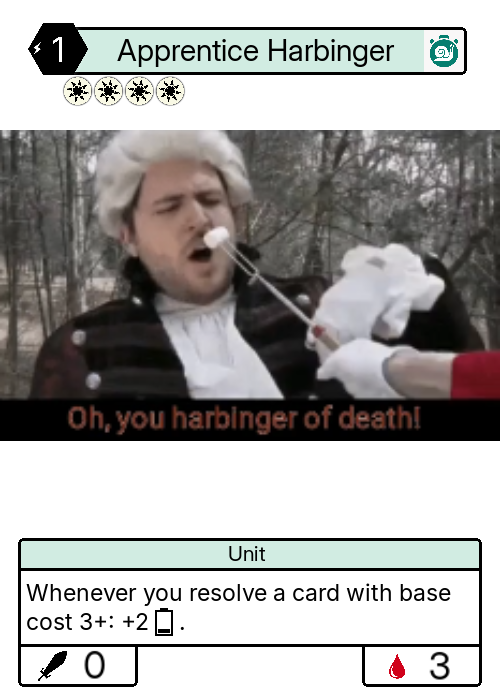 1 Apprentice Harbinger
Oh, you harbinger of death!
Unit
Whenever you resolve a card with base
cost 3+: +2 .
0 3